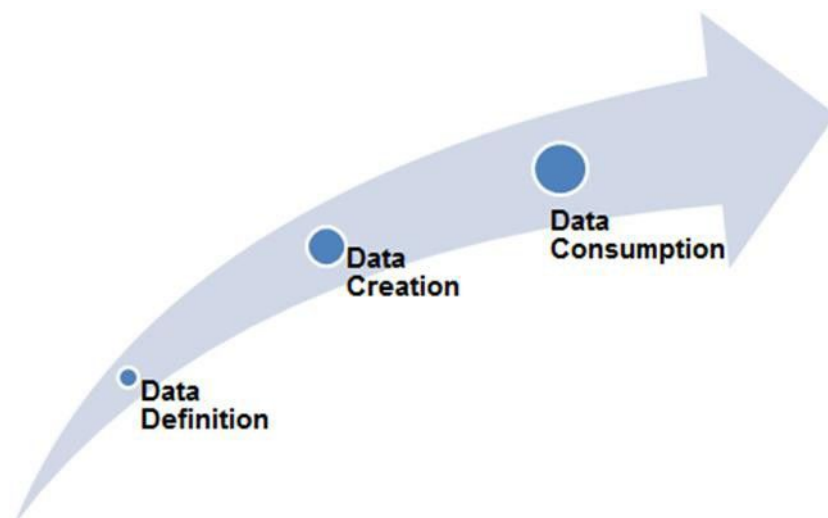 Data
Consumption
Data
Creation
Data
Definition